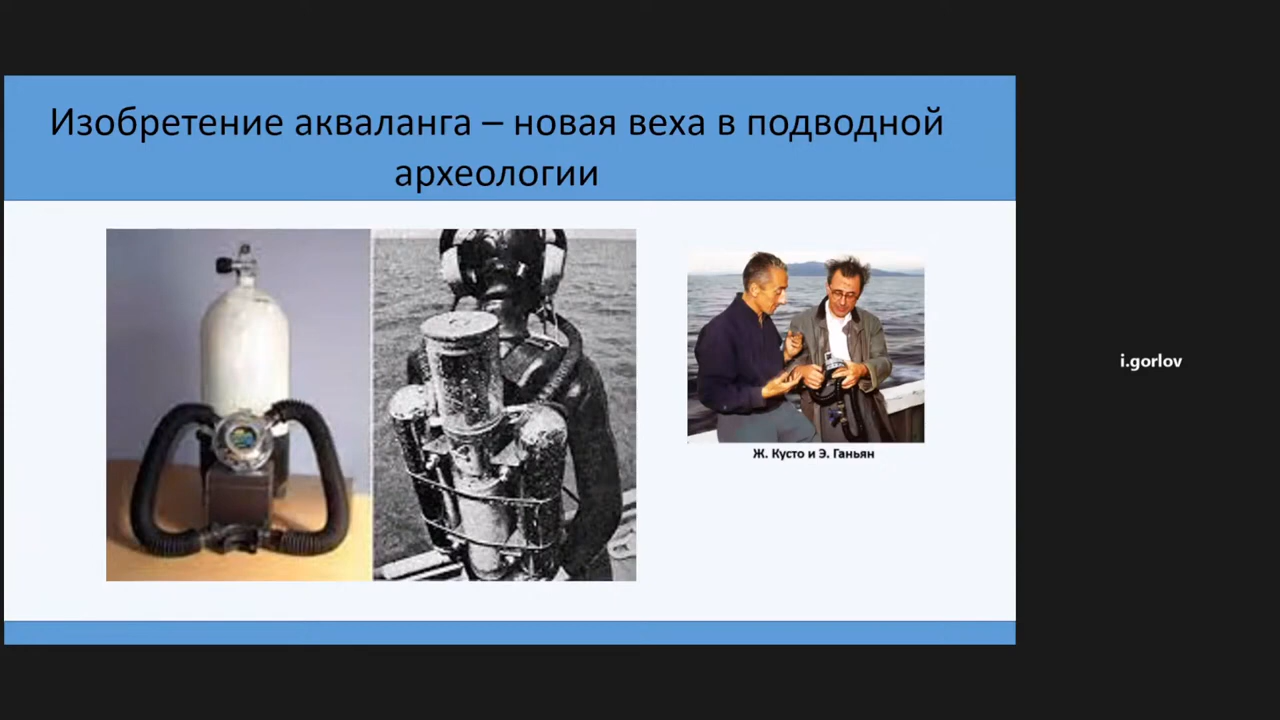 Изобретение акваланга – новая веха в подводной
археологии
Ж. Кусто и Э. Ганьян
i.gorlov